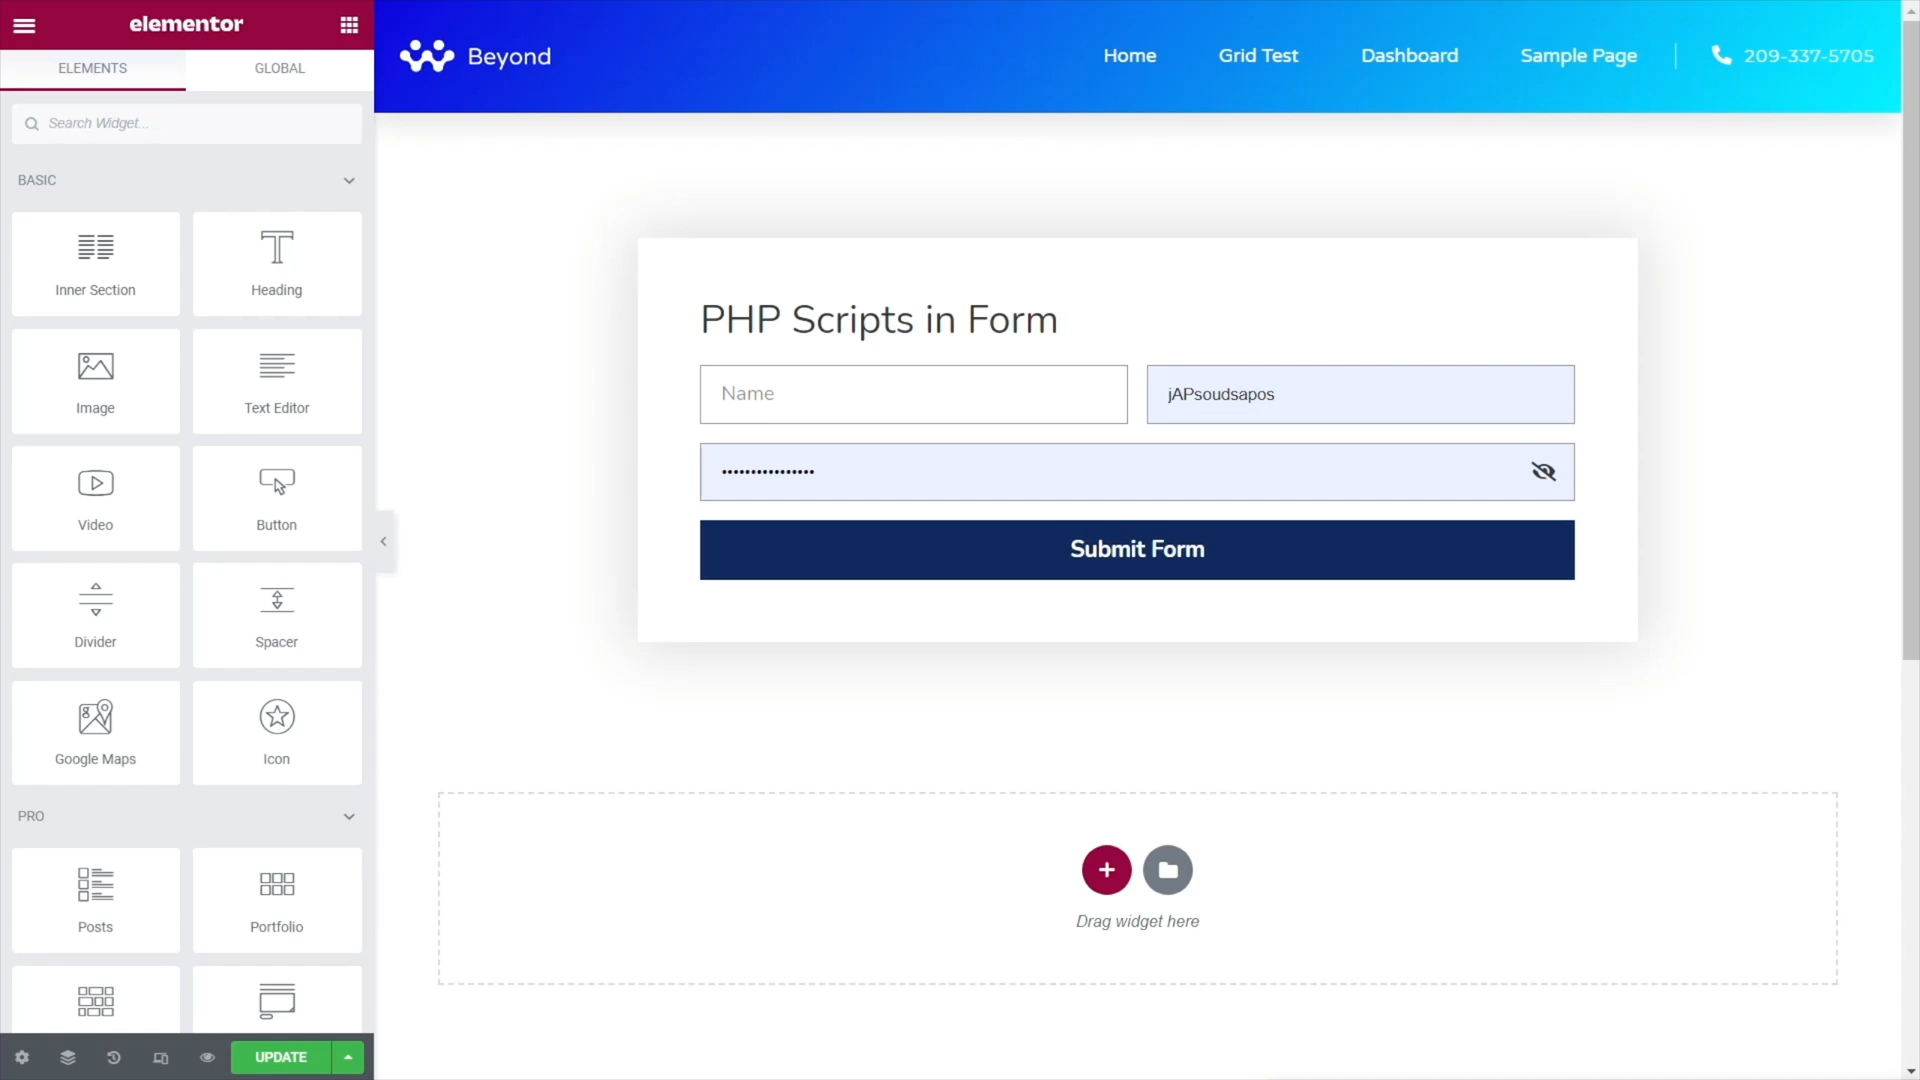 elementor
ELEMENTS
GLOBAL
Search Widget...
BASIC
Inner Section
Heading
Image
Text Editor
Video
Button
Divider
Spacer
Google Maps
Icon
PRO
Posts
Portfolio
UPDATE
Beyond
Home
Grid Test
Dashboard
Sample Page
209-337-5705
PHP Scripts in Form
Name
jAPsoudsapos
••••••••••••••••
Submit Form
Drag widget here